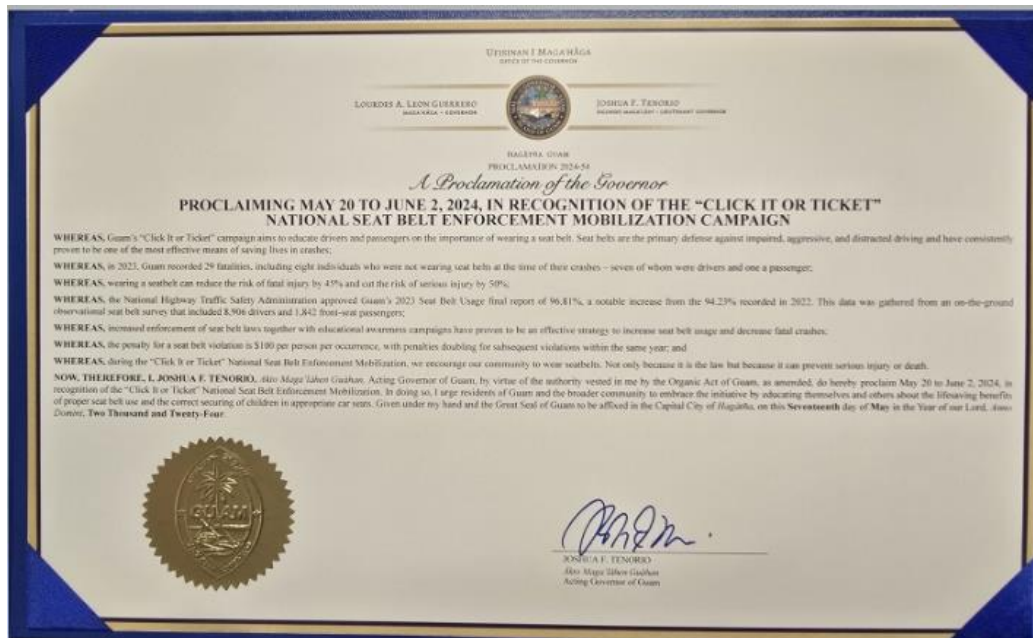 UFISINAN I MAGA'HÅGA
OFFICE OF THE GOVERNOR
LOURDES A. LEON GUERRERO
MAGA'HÅGA • GOVERNOR
JOSHUA F. TENORIO
SIGUNDO MAGA'LÅHI • LIEUTENANT GOVERNOR
HAGÅTÑA, GUAM
PROCLAMATION 2024-54
A Proclamation of the Governor
PROCLAIMING MAY 20 TO JUNE 2, 2024, IN RECOGNITION OF THE “CLICK IT OR TICKET”
NATIONAL SEAT BELT ENFORCEMENT MOBILIZATION CAMPAIGN
WHEREAS, Guam's “Click It or Ticket” campaign aims to educate drivers and passengers on the importance of wearing a seat belt. Seat belts are the primary defense against impaired, aggressive, and distracted driving and have consistently
proven to be one of the most effective means of saving lives in crashes;
WHEREAS, in 2023, Guam recorded 29 fatalities, including eight individuals who were not wearing seat belts at the time of their crashes – seven of whom were drivers and one a passenger;
WHEREAS, wearing a seatbelt can reduce the risk of fatal injury by 45% and cut the risk of serious injury by 50%;
WHEREAS, the National Highway Traffic Safety Administration approved Guam's 2023 Seat Belt Usage final report of 96.81%, a notable increase from the 94.23% recorded in 2022. This data was gathered from an on-the-ground
observational seat belt survey that included 8,906 drivers and 1,842 front-seat passengers;
WHEREAS, increased enforcement of seat belt laws together with educational awareness campaigns have proven to be an effective strategy to increase seat belt usage and decrease fatal crashes;
WHEREAS, the penalty for a seat belt violation is $100 per person per occurrence, with penalties doubling for subsequent violations within the same year; and
WHEREAS, during the “Click It or Ticket” National Seat Belt Enforcement Mobilization, we encourage our community to wear seatbelts. Not only because it is the law but because it can prevent serious injury or death.
NOW, THEREFORE, I, JOSHUA F. TENORIO, Åkto Maga'låhen Guåhan, Acting Governor of Guam, by virtue of the authority vested in me by the Organic Act of Guam, as amended, do hereby proclaim May 20 to June 2, 2024, in
recognition of the “Click It or Ticket” National Seat Belt Enforcement Mobilization. In doing so, I urge residents of Guam and the broader community to embrace the initiative by educating themselves and others about the lifesaving benefits
of proper seat belt use and the correct securing of children in appropriate car seats. Given under my hand and the Great Seal of Guam to be affixed in the Capital City of Hagåtña, on this Seventeenth day of May in the Year of our Lord, Anno
Domini, Two Thousand and Twenty-Four.
GUAM
JOSHUA F. TENORIO
Åkto Maga'låhen Guåhan
Acting Governor of Guam